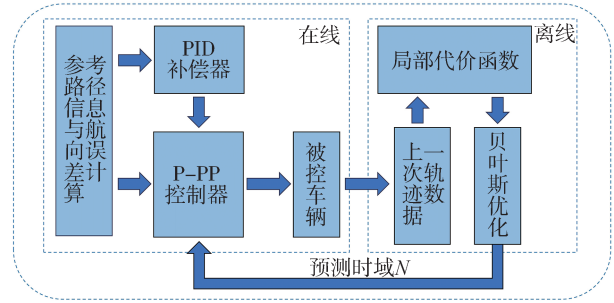 在线
离线
参考
路径
信息
与航
向误
差计
算
PID
补偿器
P-PP
控制器
被控车辆
局部代价函数
上一
次轨
迹数
据
贝叶斯优化
预测时域N